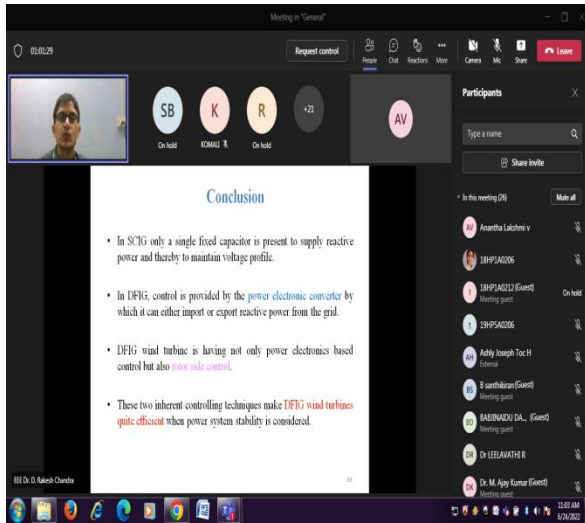 Meeting in "General"
01:01:29
Request control
People
Chat
Reactions
More
Camera
Mic
Share
Leave
SB
On hold
K
KOMALI
R
On hold
+21
AV
Conclusion
• In SCIG only a single fixed capacitor is present to supply reactive
power and thereby to maintain voltage profile.
• In DFIG, control is provided by the power electronic converter by
which it can either import or export reactive power from the grid.
• DFIG wind turbine is having not only power electronics based
control but also rotor side control.
• These two inherent controlling techniques make DFIG wind turbines
quite efficient when power system stability is considered.
EEE Dr. D. Rakesh Chandra
Participants
Type a name
Share invite
In this meeting (26)
Mute all
AV
Anantha Lakshmi v
18HP1A0206
1
18HP1A0212 (Guest)
Meeting guest
On hold
1
19HP5A0206
AH
Ashly Joseph Toc H
External
BS
B santhikiran (Guest)
Meeting guest
BD
(Guest)
Meeting guest
DR
Dr LEELAVATHI R
DK
Dr. M. Ajay Kumar (Guest)
Meeting guest
11:03 AM
6/24/2022